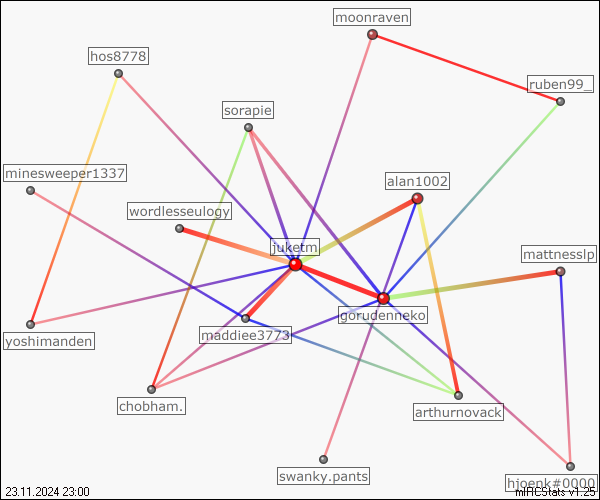 moonraven
hos8778
ruben99_
sorapie
minesweeper1337
alan1002
wordlesseulogy
juketm
mattnesslp
gorudenneko
maddiee3773
yoshimanden
chobham.
arthurnovack
swanky.pants
hjoenk#0000
23.11.2024 23:00
mIRCStats v1.25